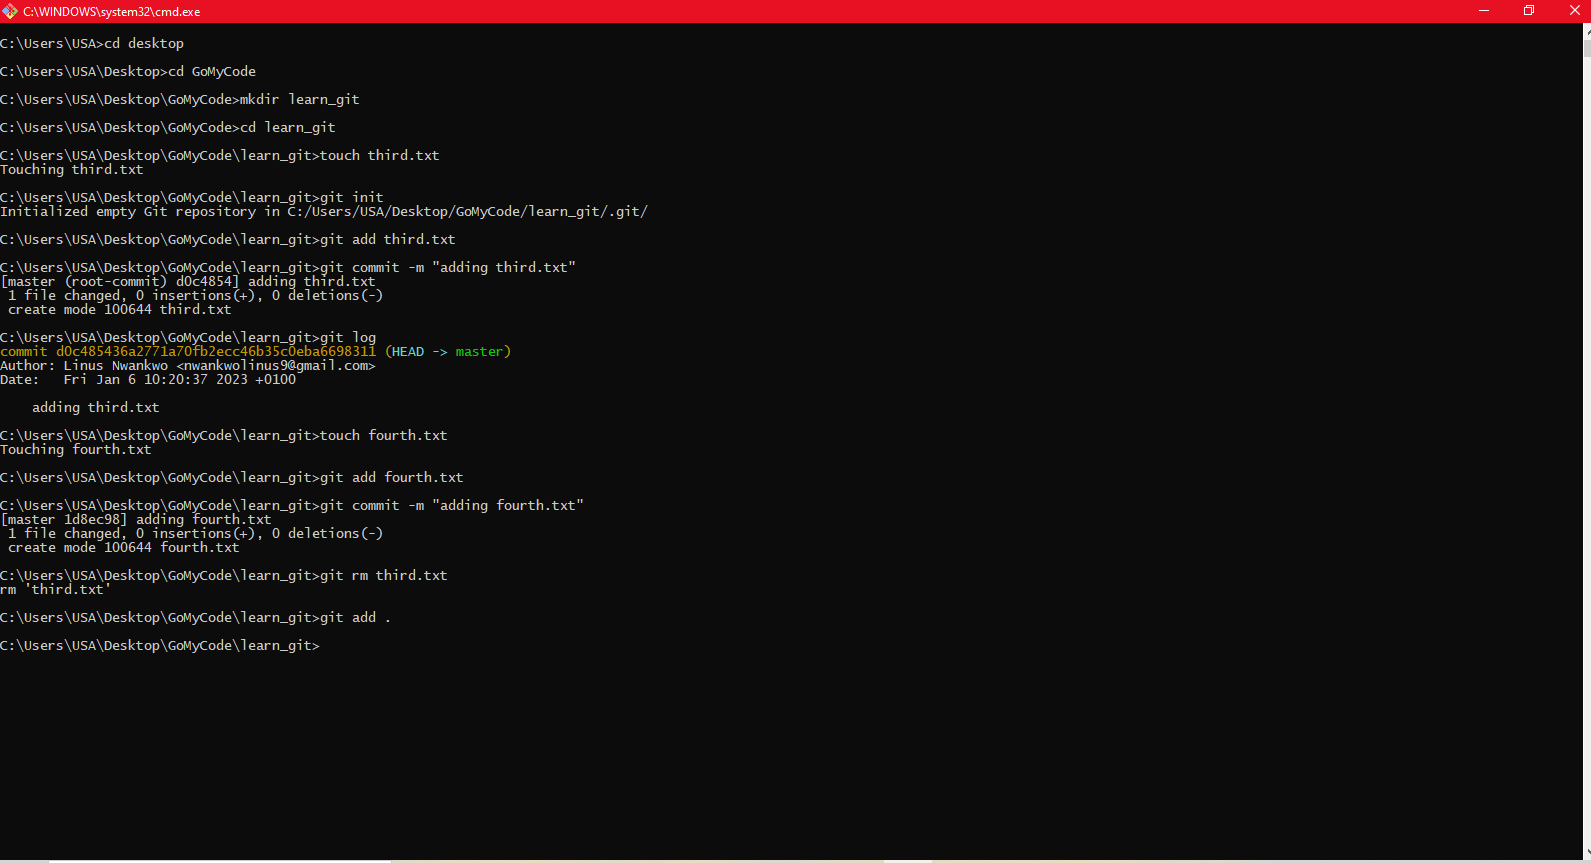 C:\WINDOWS\system32\cmd.exe
C:\Users\USA>cd desktop
C:\Users\USA\Desktop>cd GoMyCode
C:\Users\USA\Desktop\GoMyCode>mkdir learn_git
C:\Users\USA\Desktop\GoMyCode>cd learn_git
C:\Users\USA\Desktop\GoMyCode\learn_git>touch third.txt
Touching third.txt
C:\Users\USA\Desktop\GoMyCode\learn_git>git init
Initialized empty Git repository in C:/Users/USA/Desktop/GoMyCode/learn_git/.git/
C:\Users\USA\Desktop\GoMyCode\learn_git>git add third.txt
C:\Users\USA\Desktop\GoMyCode\learn_git>git commit -m "adding third.txt"
[master (root-commit) d0c4854] adding third.txt
 1 file changed, 0 insertions(+), 0 deletions(-)
 create mode 100644 third.txt
C:\Users\USA\Desktop\GoMyCode\learn_git>git log
commit d0c485436a2771a70fb2ecc46b35c0eba6698311 (HEAD -> master)
Author: Linus Nwankwo <nwankwolinus9@gmail.com>
Date:   Fri Jan 6 10:20:37 2023 +0100
    adding third.txt
C:\Users\USA\Desktop\GoMyCode\learn_git>touch fourth.txt
Touching fourth.txt
C:\Users\USA\Desktop\GoMyCode\learn_git>git add fourth.txt
C:\Users\USA\Desktop\GoMyCode\learn_git>git commit -m "adding fourth.txt"
[master 1d8ec98] adding fourth.txt
 1 file changed, 0 insertions(+), 0 deletions(-)
 create mode 100644 fourth.txt
C:\Users\USA\Desktop\GoMyCode\learn_git>git rm third.txt
rm 'third.txt'
C:\Users\USA\Desktop\GoMyCode\learn_git>git add .
C:\Users\USA\Desktop\GoMyCode\learn_git>